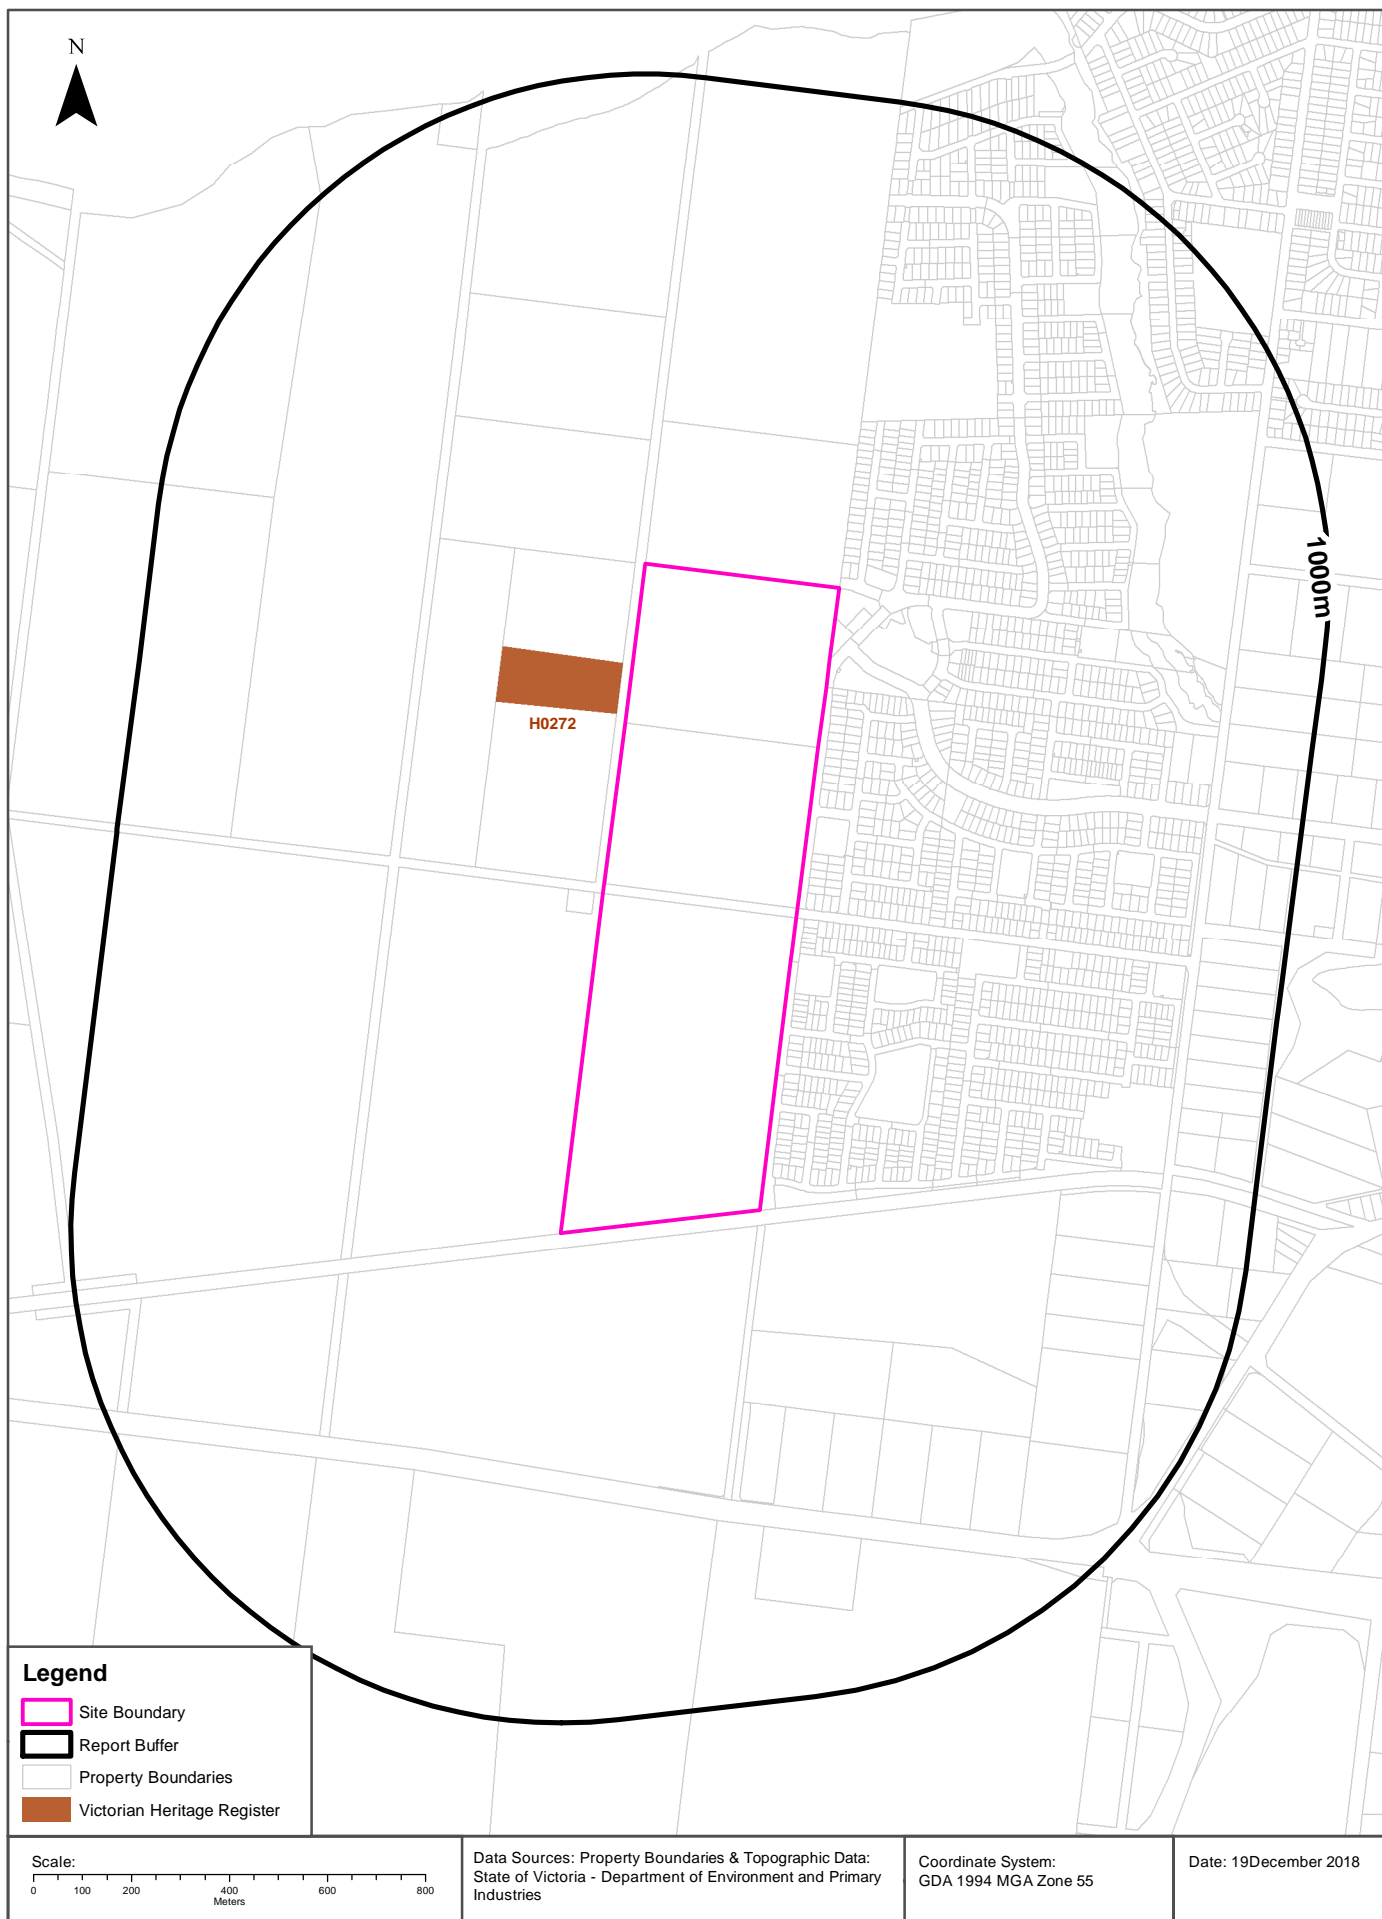 N
1000m
H0272
Legend
Site Boundary
Report Buffer
Property Boundaries
Victorian Heritage Register
Scale:
0 100 200 400 600 800
Meters
Data Sources: Property Boundaries & Topographic Data:
State of Victoria - Department of Environment and Primary
Industries
Coordinate System:
GDA 1994 MGA Zone 55
Date: 19December 2018